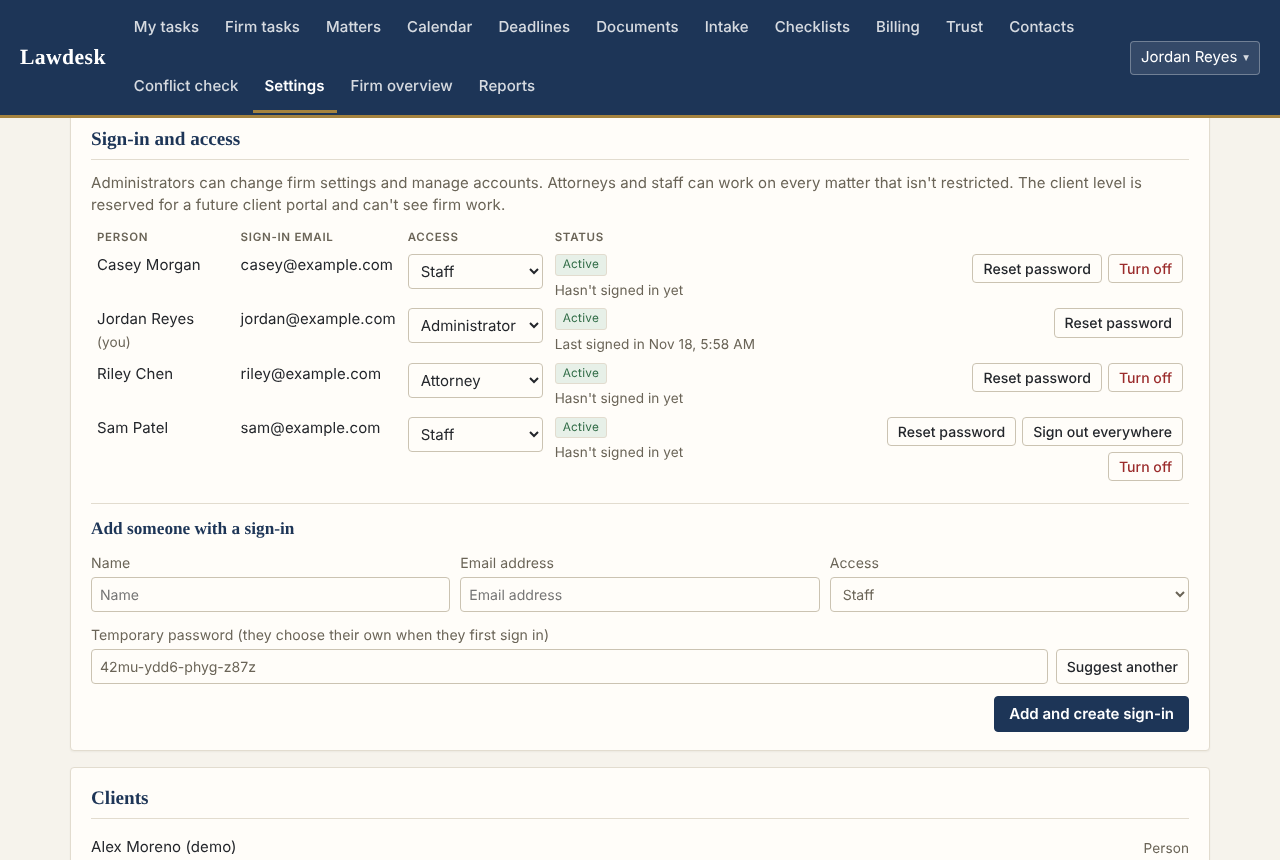 Lawdesk
My tasks Firm tasks Matters Calendar Deadlines Documents Intake Checklists Billing Trust Contacts
Conflict check Settings Firm overview Reports
Jordan Reyes ▾
Sign-in and access
Administrators can change firm settings and manage accounts. Attorneys and staff can work on every matter that isn't restricted. The client level is
reserved for a future client portal and can't see firm work.
PERSON SIGN-IN EMAIL ACCESS STATUS
Casey Morgan casey@example.com Staff Active Reset password Turn off
Hasn't signed in yet
Jordan Reyes jordan@example.com Administrator Active Reset password
(you) Last signed in Nov 18, 5:58 AM
Riley Chen riley@example.com Attorney Active Reset password Turn off
Hasn't signed in yet
Sam Patel sam@example.com Staff Active Reset password Sign out everywhere
Hasn't signed in yet Turn off
Add someone with a sign-in
Name Email address Access
Name Email address Staff
Temporary password (they choose their own when they first sign in)
42mu-ydd6-phyg-z87z Suggest another
Add and create sign-in
Clients
Alex Moreno (demo) Person